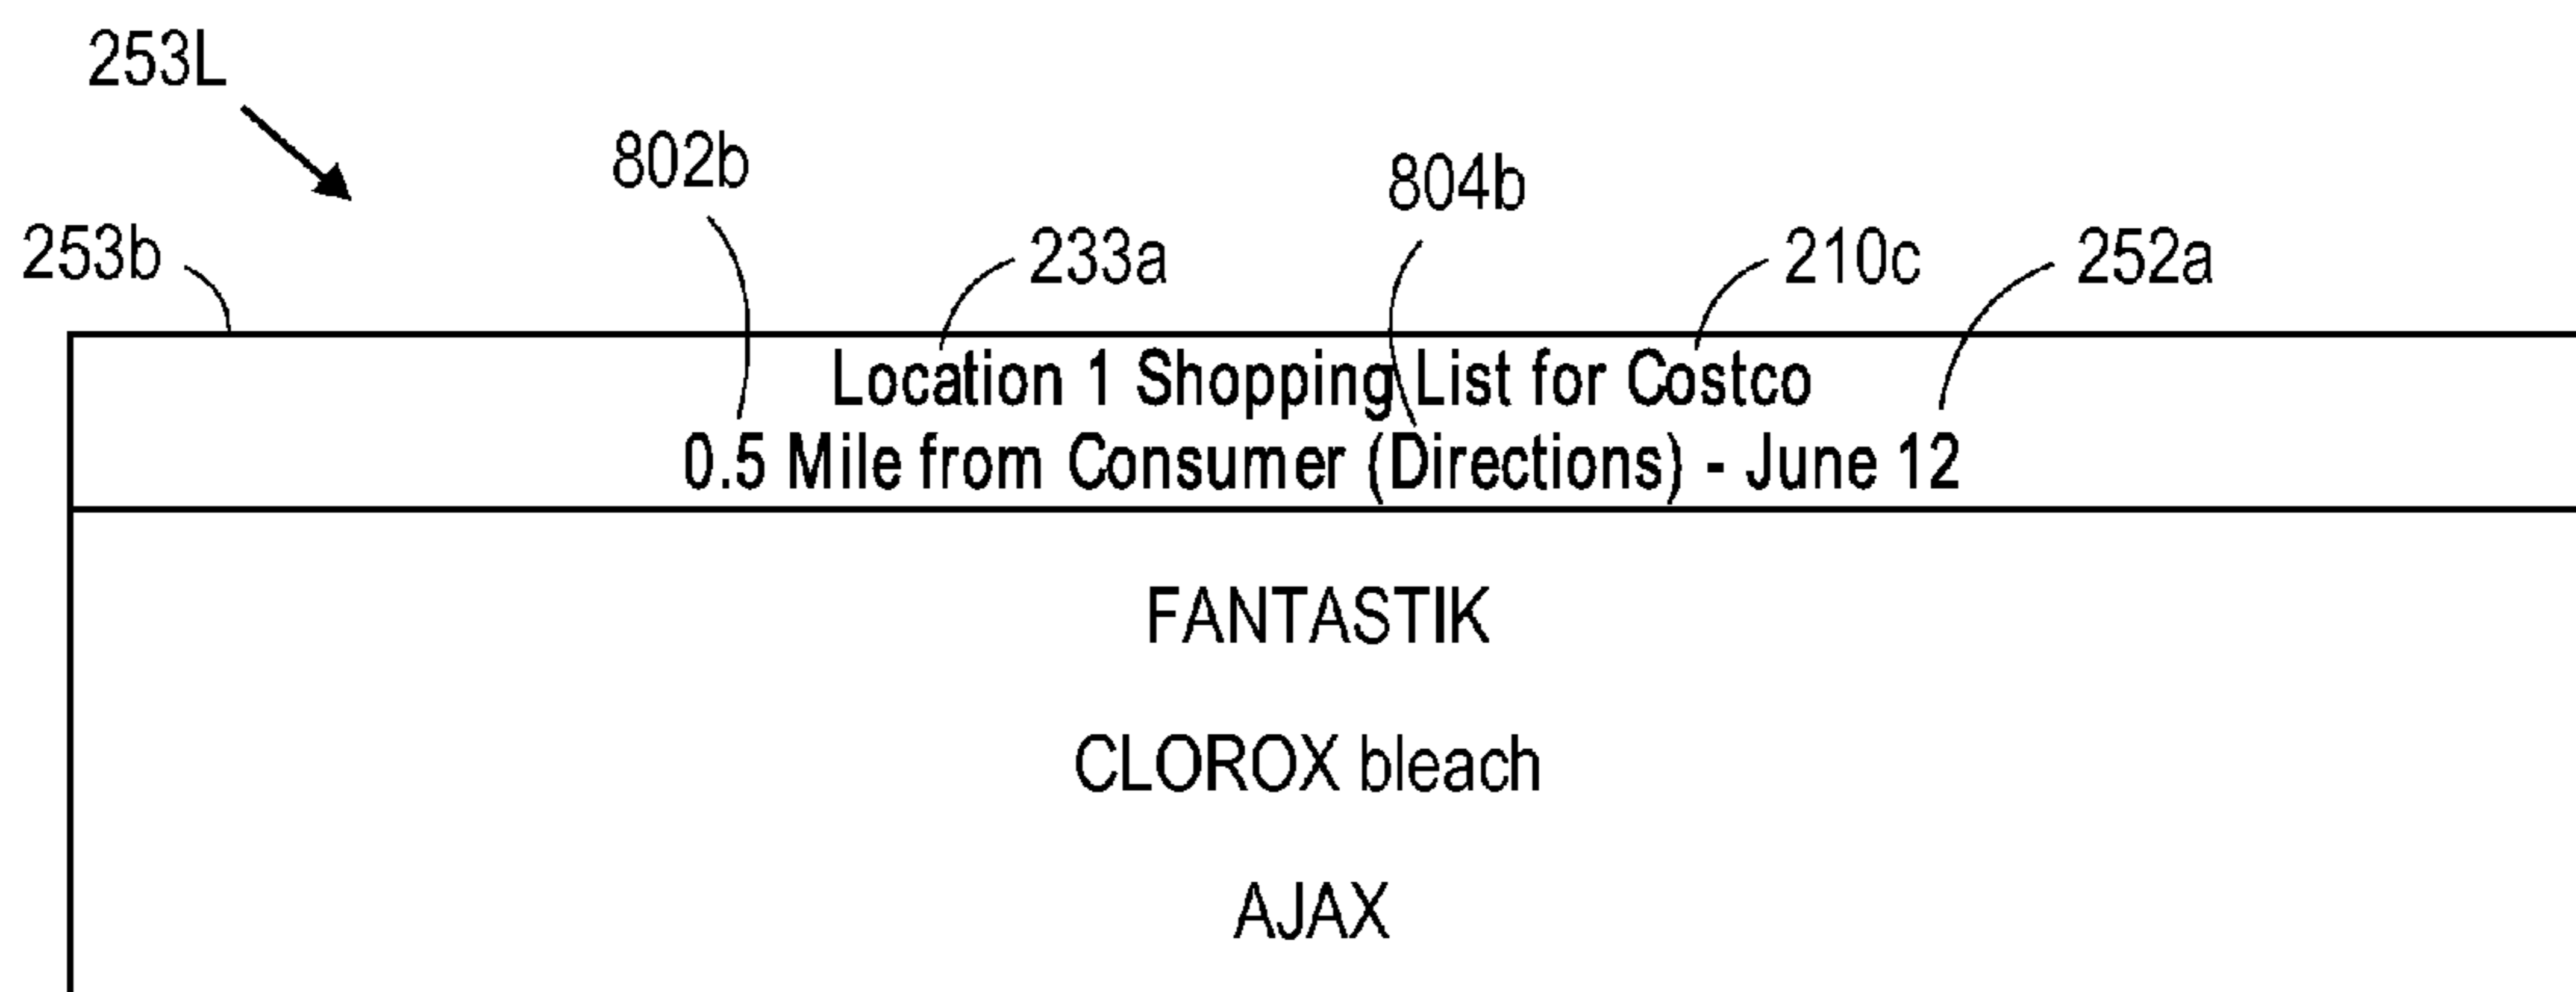 253L
802b
804b
253b
233a
210c
252a
Location 1 Shopping List for Costco
0.5 Mile from Consumer (Directions) - June 12
FANTASTIK
CLOROX bleach
AJAX